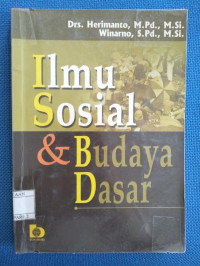 Drs. Herimanto, M.Pd., M.Si.
Winarno, S.Pd., M.Si.
Ilmu
Sosial
& Budaya
Dasar